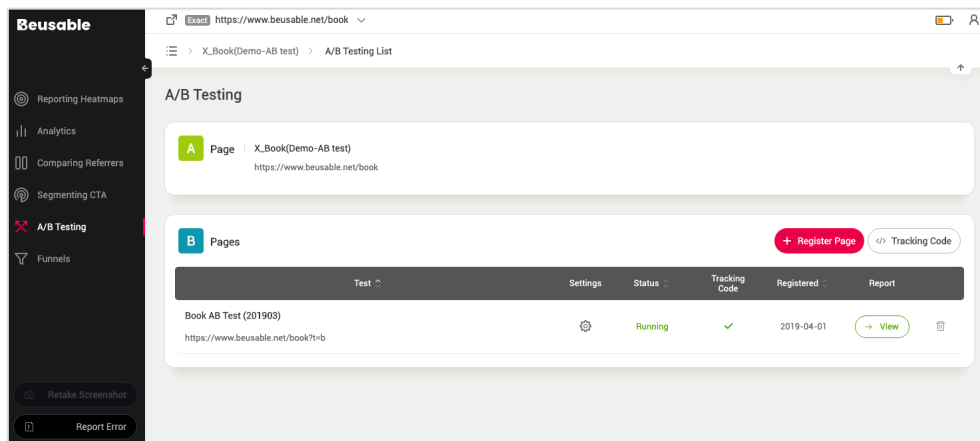 Beusable
Exact https://www.beusable.net/book
X_Book(Demo-AB test) > A/B Testing List
Reporting Heatmaps
Analytics
Comparing Referrers
Segmenting CTA
A/B Testing
Funnels
Retake Screenshot
Report Error
A/B Testing
A Page X_Book(Demo-AB test)
https://www.beusable.net/book
B Pages + Register Page </> Tracking Code
Test Settings Status Tracking Code Registered Report
Book AB Test (201903)
https://www.beusable.net/book?t=b
Running 2019-04-01 → View